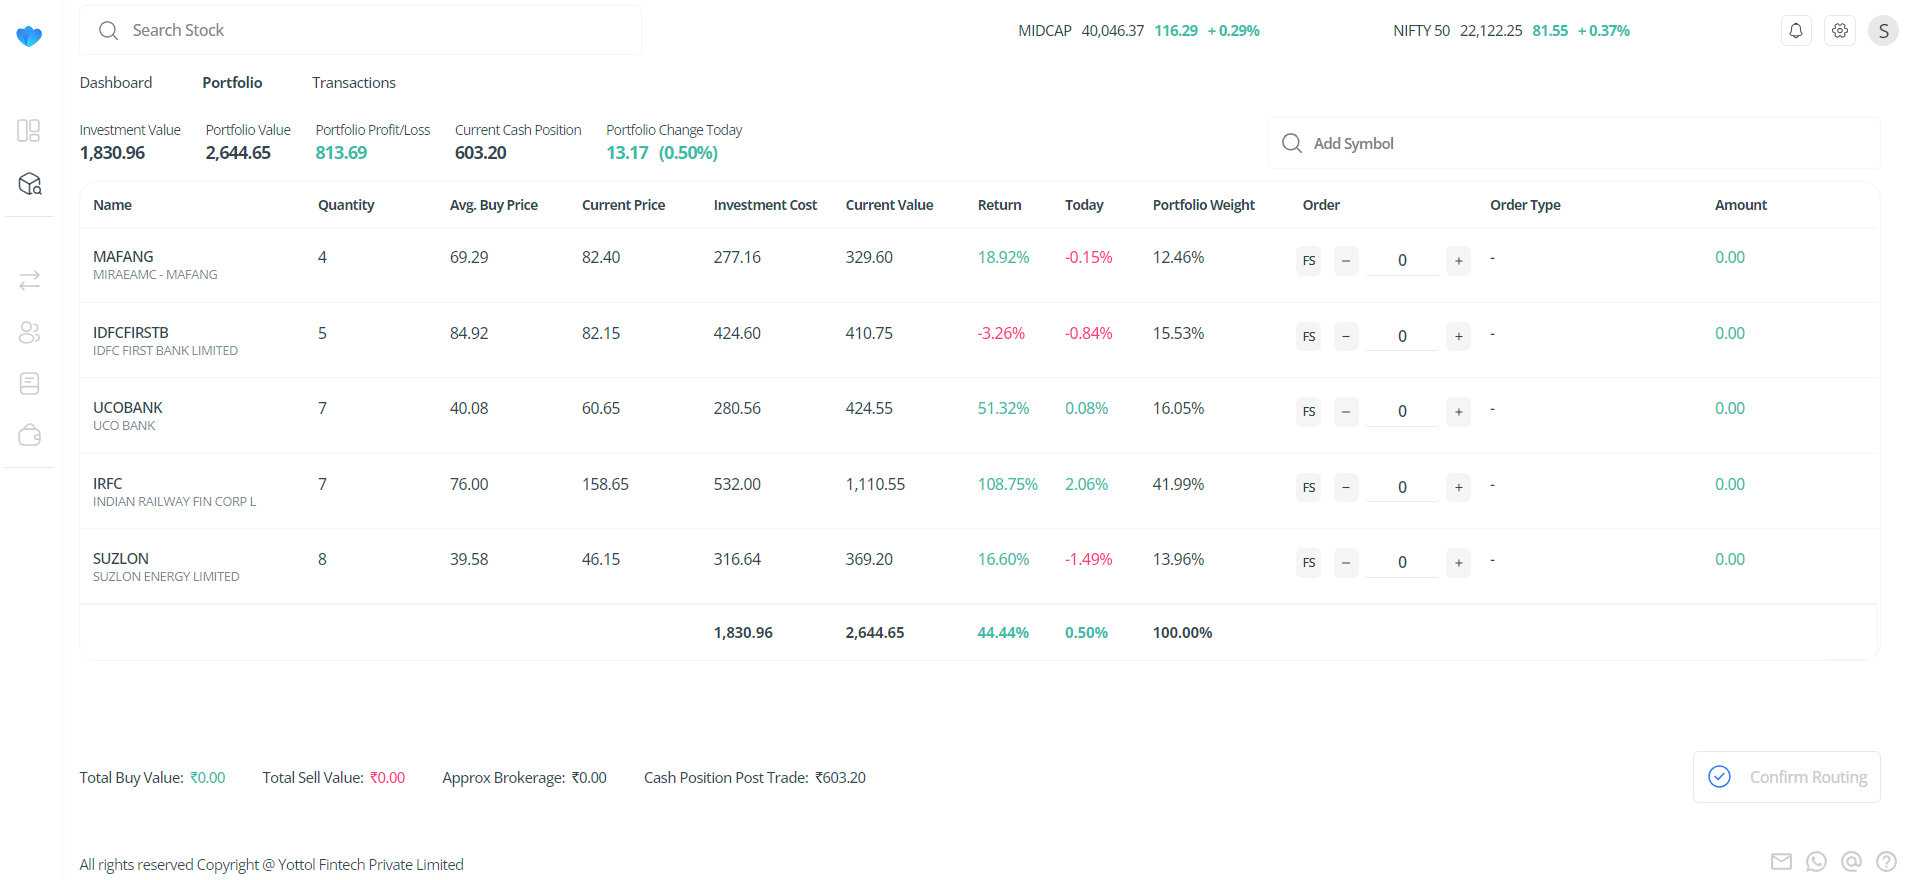 Search Stock
MIDCAP 40,046.37 116.29 + 0.29% NIFTY 50 22,122.25 81.55 + 0.37% S
Dashboard Portfolio Transactions
Investment Value Portfolio Value Portfolio Profit/Loss Current Cash Position Portfolio Change Today
1,830.96 2,644.65 813.69 603.20 13.17 (0.50%)
Add Symbol
Name Quantity Avg. Buy Price Current Price Investment Cost Current Value Return Today Portfolio Weight Order Order Type Amount
MAFANG 4 69.29 82.40 277.16 329.60 18.92% -0.15% 12.46% FS − 0 + - 0.00
MIRAEAMC - MAFANG
IDFCFIRSTB 5 84.92 82.15 424.60 410.75 -3.26% -0.84% 15.53% FS − 0 + - 0.00
IDFC FIRST BANK LIMITED
UCOBANK 7 40.08 60.65 280.56 424.55 51.32% 0.08% 16.05% FS − 0 + - 0.00
UCO BANK
IRFC 7 76.00 158.65 532.00 1,110.55 108.75% 2.06% 41.99% FS − 0 + - 0.00
INDIAN RAILWAY FIN CORP L
SUZLON 8 39.58 46.15 316.64 369.20 16.60% -1.49% 13.96% FS − 0 + - 0.00
SUZLON ENERGY LIMITED
1,830.96 2,644.65 44.44% 0.50% 100.00%
Total Buy Value: ₹0.00 Total Sell Value: ₹0.00 Approx Brokerage: ₹0.00 Cash Position Post Trade: ₹603.20 Confirm Routing
All rights reserved Copyright @ Yottol Fintech Private Limited